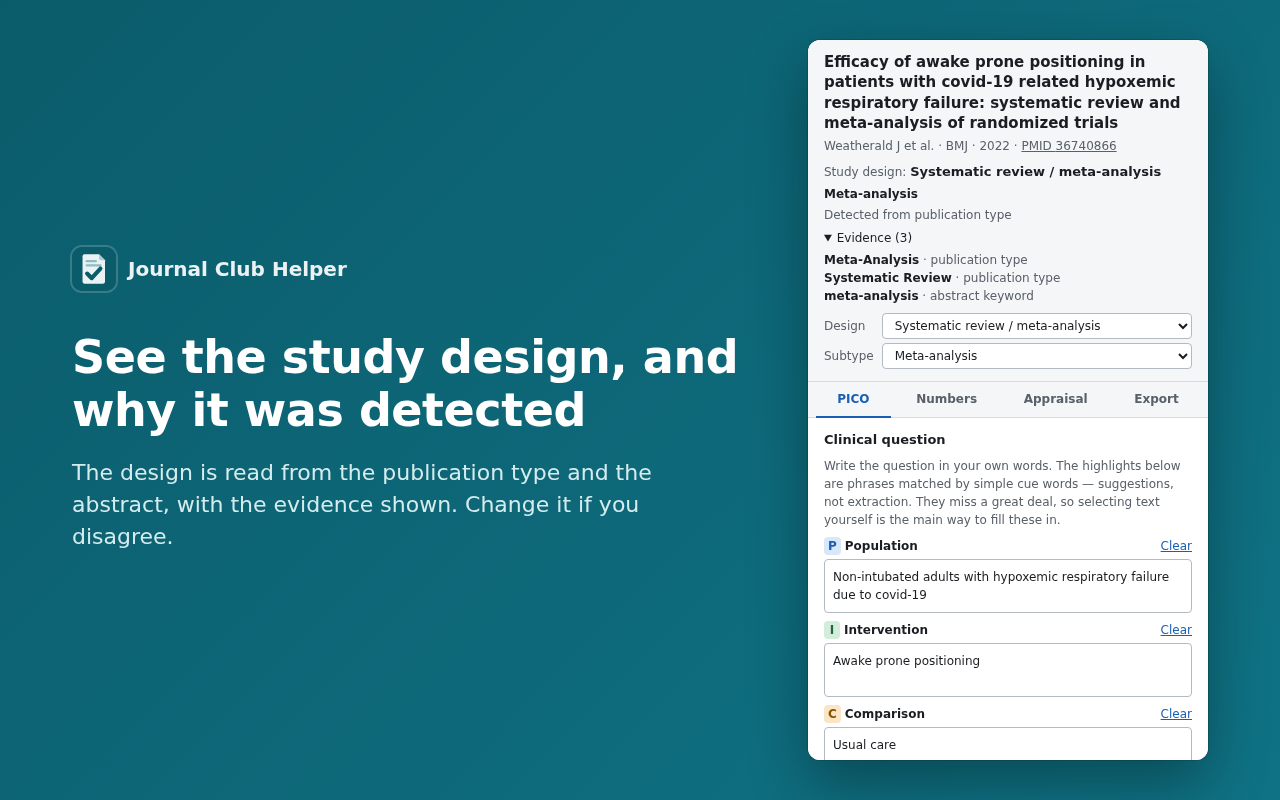 Journal Club Helper
See the study design, and
why it was detected
The design is read from the publication type and the
abstract, with the evidence shown. Change it if you
disagree.
Efficacy of awake prone positioning in
patients with covid-19 related hypoxemic
respiratory failure: systematic review and
meta-analysis of randomized trials
Weatherald J et al. · BMJ · 2022 · PMID 36740866
Study design: Systematic review / meta-analysis
Meta-analysis
Detected from publication type
▼ Evidence (3)
Meta-Analysis · publication type
Systematic Review · publication type
meta-analysis · abstract keyword
Design Systematic review / meta-analysis
Subtype Meta-analysis
PICO Numbers Appraisal Export
Clinical question
Write the question in your own words. The highlights below
are phrases matched by simple cue words — suggestions,
not extraction. They miss a great deal, so selecting text
yourself is the main way to fill these in.
P Population Clear
Non-intubated adults with hypoxemic respiratory failure
due to covid-19
I Intervention Clear
Awake prone positioning
C Comparison Clear
Usual care